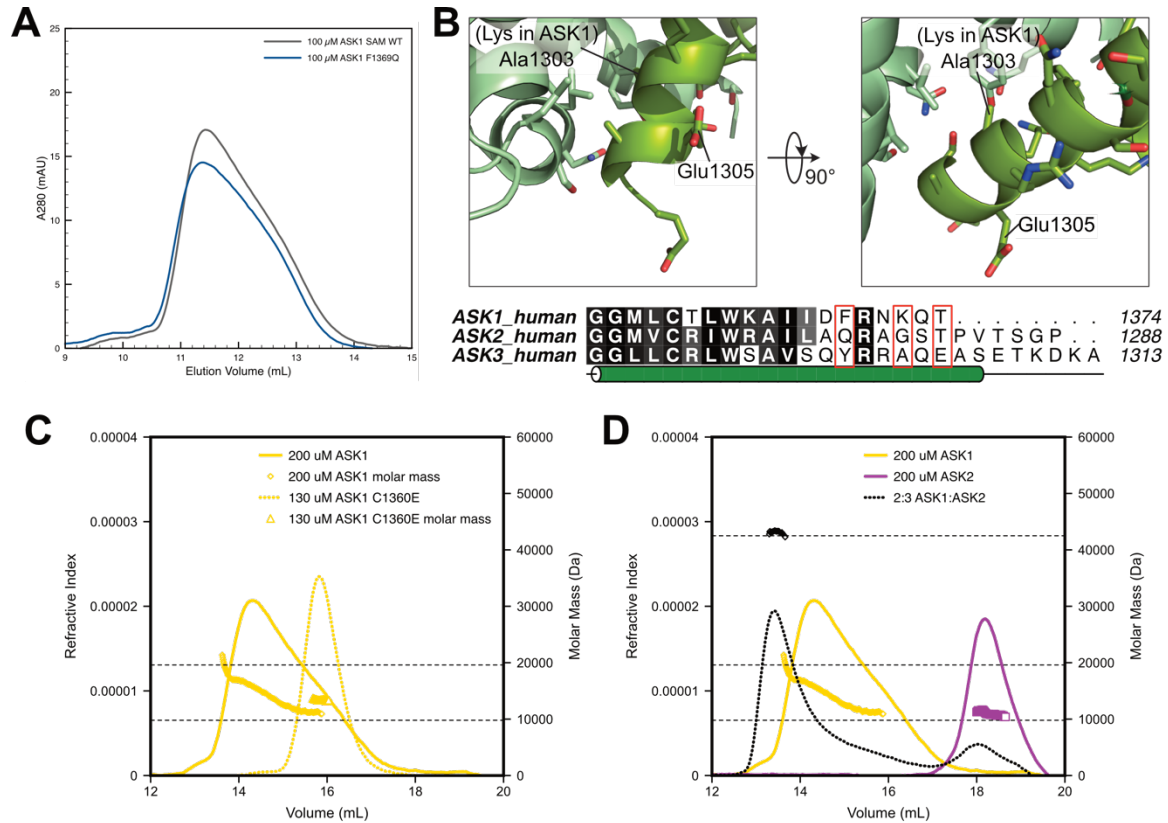 A
100 µM ASK1 SAM WT
100 µM ASK1 F1369Q
A280 (mAU)
25
20
15
10
5
0
9 10 11 12 13 14 15
Elution Volume (mL)
B
(Lys in ASK1)
Ala1303
Glu1305
90°
(Lys in ASK1)
Ala1303
Glu1305
ASK1_human GGMLCTLWKAIIDFRNKQT....... 1374
ASK2_human GGMVCRIWRAILAQRAGSTPVTSGP.. 1288
ASK3_human GGLLCRLWSAVSQYRRAQEASETKDKA 1313
C
200 uM ASK1
200 uM ASK1 molar mass
130 uM ASK1 C1360E
130 uM ASK1 C1360E molar mass
Refractive Index
0.00004
0.00003
0.00002
0.00001
0
60000
50000
40000
30000
20000
10000
0
Molar Mass (Da)
12 14 16 18 20
Volume (mL)
D
200 uM ASK1
200 uM ASK2
2:3 ASK1:ASK2
Refractive Index
0.00004
0.00003
0.00002
0.00001
0
60000
50000
40000
30000
20000
10000
0
Molar Mass (Da)
12 14 16 18 20
Volume (mL)